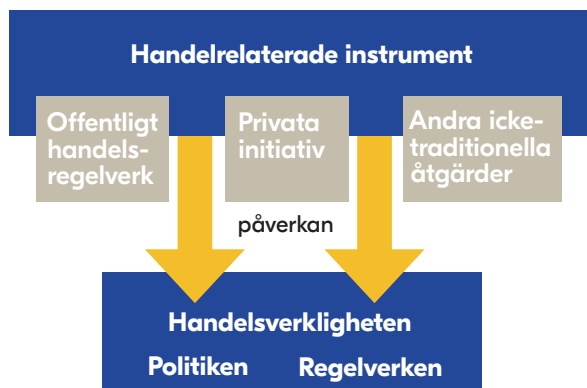 Handelrelaterade instrument
Offentligt
handels-
regelverk
Privata
initiativ
Andra icke-
traditionella
åtgärder
påverkan
Handelsverkligheten
Politiken Regelverken